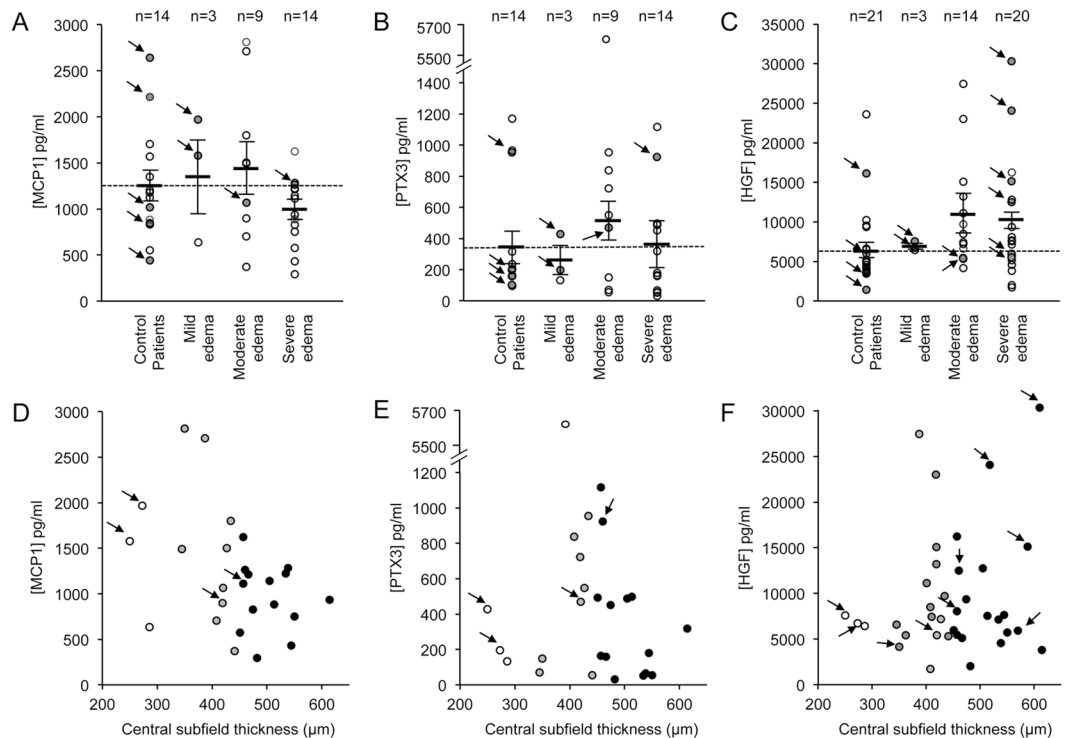 A
n=14 n=3 n=9 n=14
[MCP1] pg/ml
3000
2500
2000
1500
1000
500
0
Control Patients
Mild edema
Moderate edema
Severe edema
B
n=14 n=3 n=9 n=14
[PTX3] pg/ml
5700
5500
1200
1000
800
600
400
200
0
Control Patients
Mild edema
Moderate edema
Severe edema
C
n=21 n=3 n=14 n=20
[HGF] pg/ml
35000
30000
25000
20000
15000
10000
5000
0
Control Patients
Mild edema
Moderate edema
Severe edema
D
[MCP1] pg/ml
3000
2500
2000
1500
1000
500
0
200 300 400 500 600
Central subfield thickness (µm)
E
[PTX3] pg/ml
5700
5500
1200
1000
800
600
400
200
0
200 300 400 500 600
Central subfield thickness (µm)
F
[HGF] pg/ml
30000
25000
20000
15000
10000
5000
0
200 300 400 500 600
Central subfield thickness (µm)